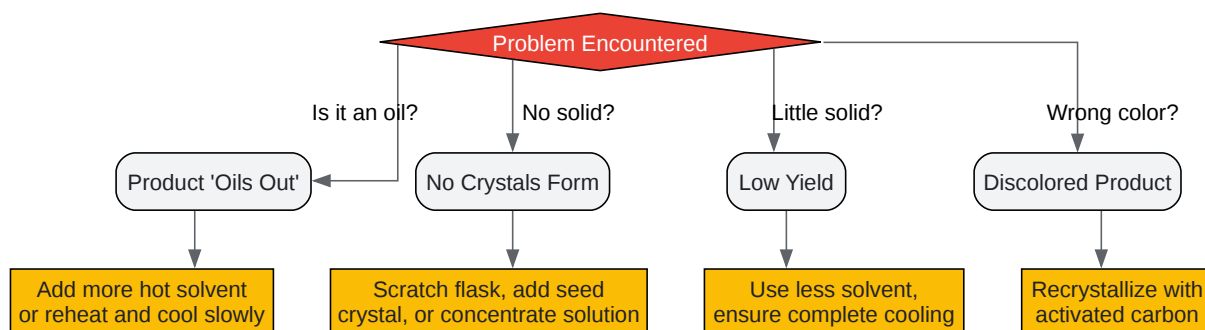 Problem Encountered
Is it an oil?
No solid?
Little solid?
Wrong color?
Product 'Oils Out'
No Crystals Form
Low Yield
Discolored Product
Add more hot solvent
or reheat and cool slowly
Scratch flask, add seed
crystal, or concentrate solution
Use less solvent,
ensure complete cooling
Recrystallize with
activated carbon